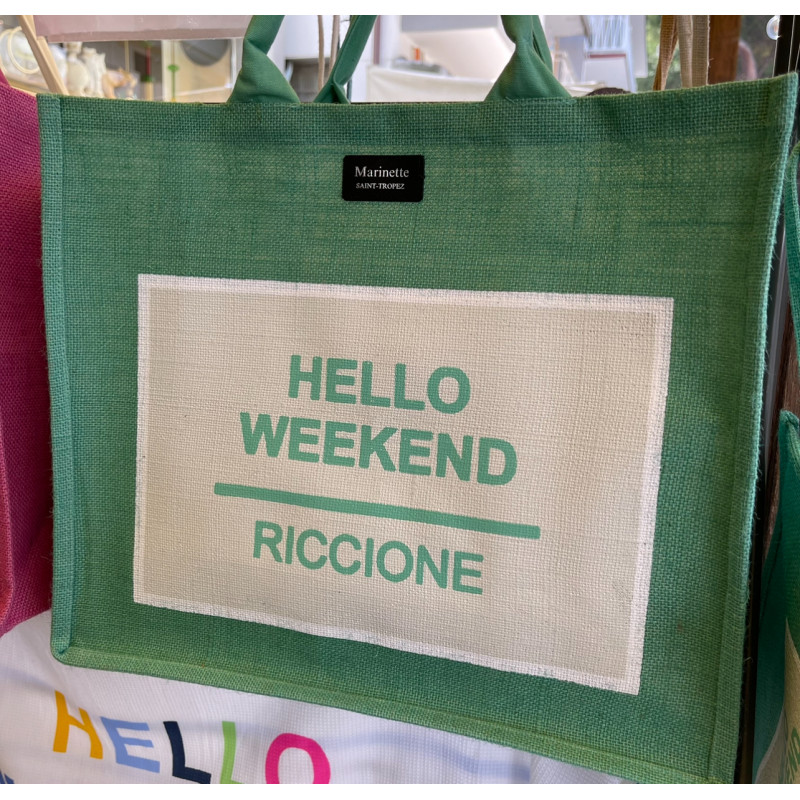 Marinette
SAINT-TROPEZ
HELLO
WEEKEND
RICCIONE
HELLO